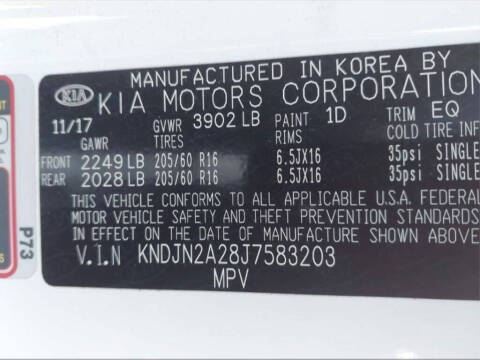 MANUFACTURED IN KOREA BY
KIA KIA MOTORS CORPORATION
11/17 GVWR 3902 LB PAINT 1D TRIM EQ
TIRES RIMS COLD TIRE INF
FRONT 2249 LB 205/60 R16 6.5JX16 35psi SINGLE
REAR 2028 LB 205/60 R16 6.5JX16 35psi SINGLE
THIS VEHICLE CONFORMS TO ALL APPLICABLE U.S.A. FEDERAL
MOTOR VEHICLE SAFETY AND THEFT PREVENTION STANDARDS
IN EFFECT ON THE DATE OF MANUFACTURE SHOWN ABOVE.
V.I.N KNDJN2A28J7583203
MPV
P73